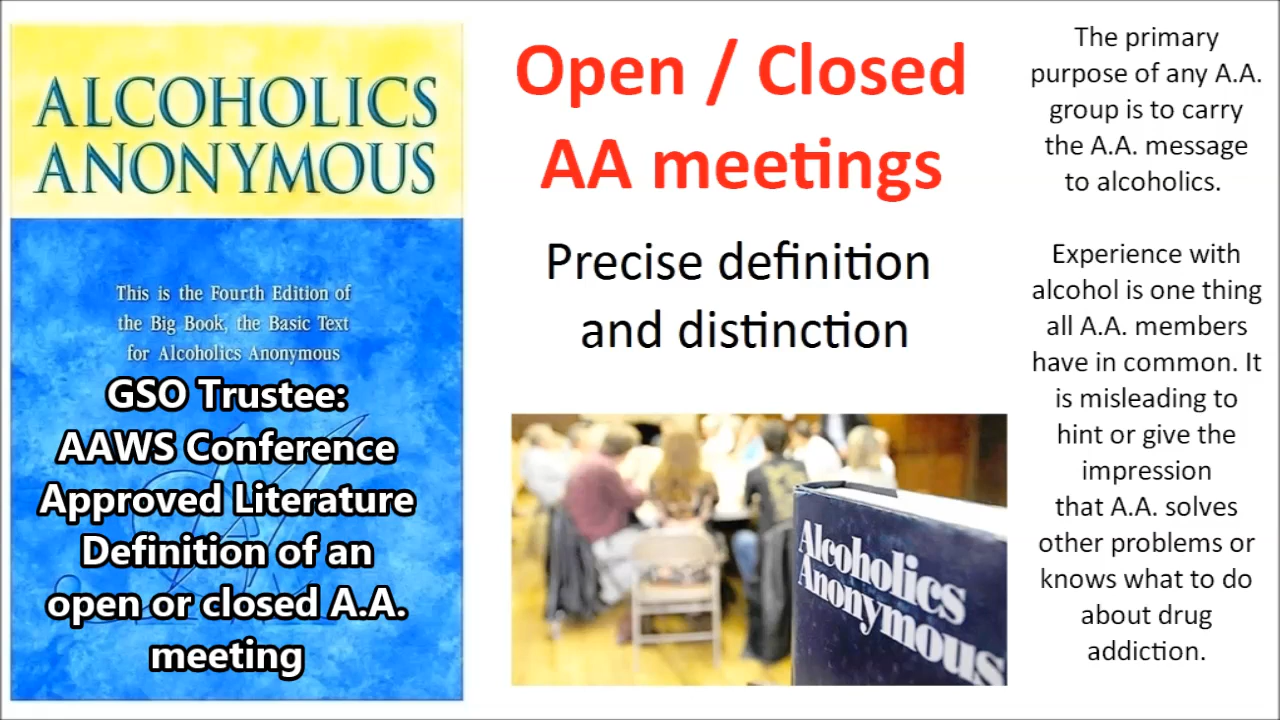 ALCOHOLICS
ANONYMOUS
This is the Fourth Edition of
the Big Book, the Basic Text
for Alcoholics Anonymous
GSO Trustee:
AAWS Conference
Approved Literature
Definition of an
open or closed A.A.
meeting
Open / Closed
AA meetings
Precise definition
and distinction
Alcoholics
Anonymous
The primary
purpose of any A.A.
group is to carry
the A.A. message
to alcoholics.
Experience with
alcohol is one thing
all A.A. members
have in common. It
is misleading to
hint or give the
impression
that A.A. solves
other problems or
knows what to do
about drug
addiction.